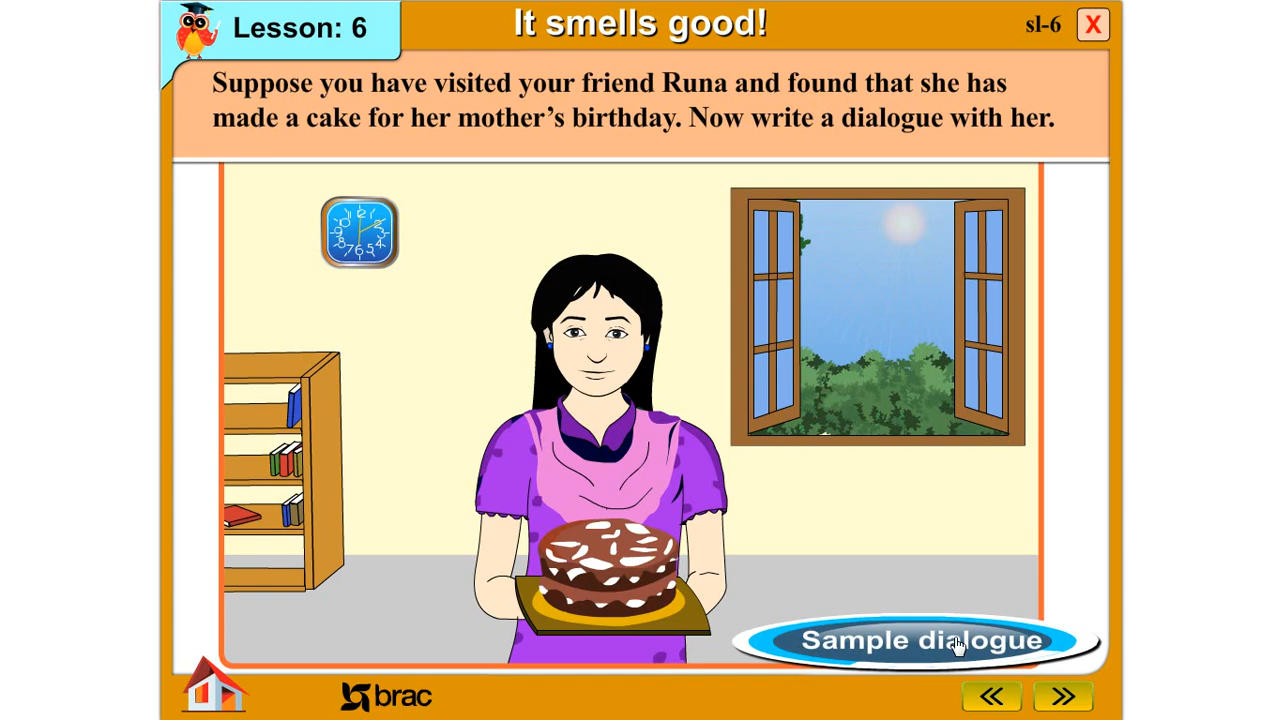 Lesson: 6
It smells good!
sl-6
X
Suppose you have visited your friend Runa and found that she has
made a cake for her mother's birthday. Now write a dialogue with her.
Sample dialogue
brac